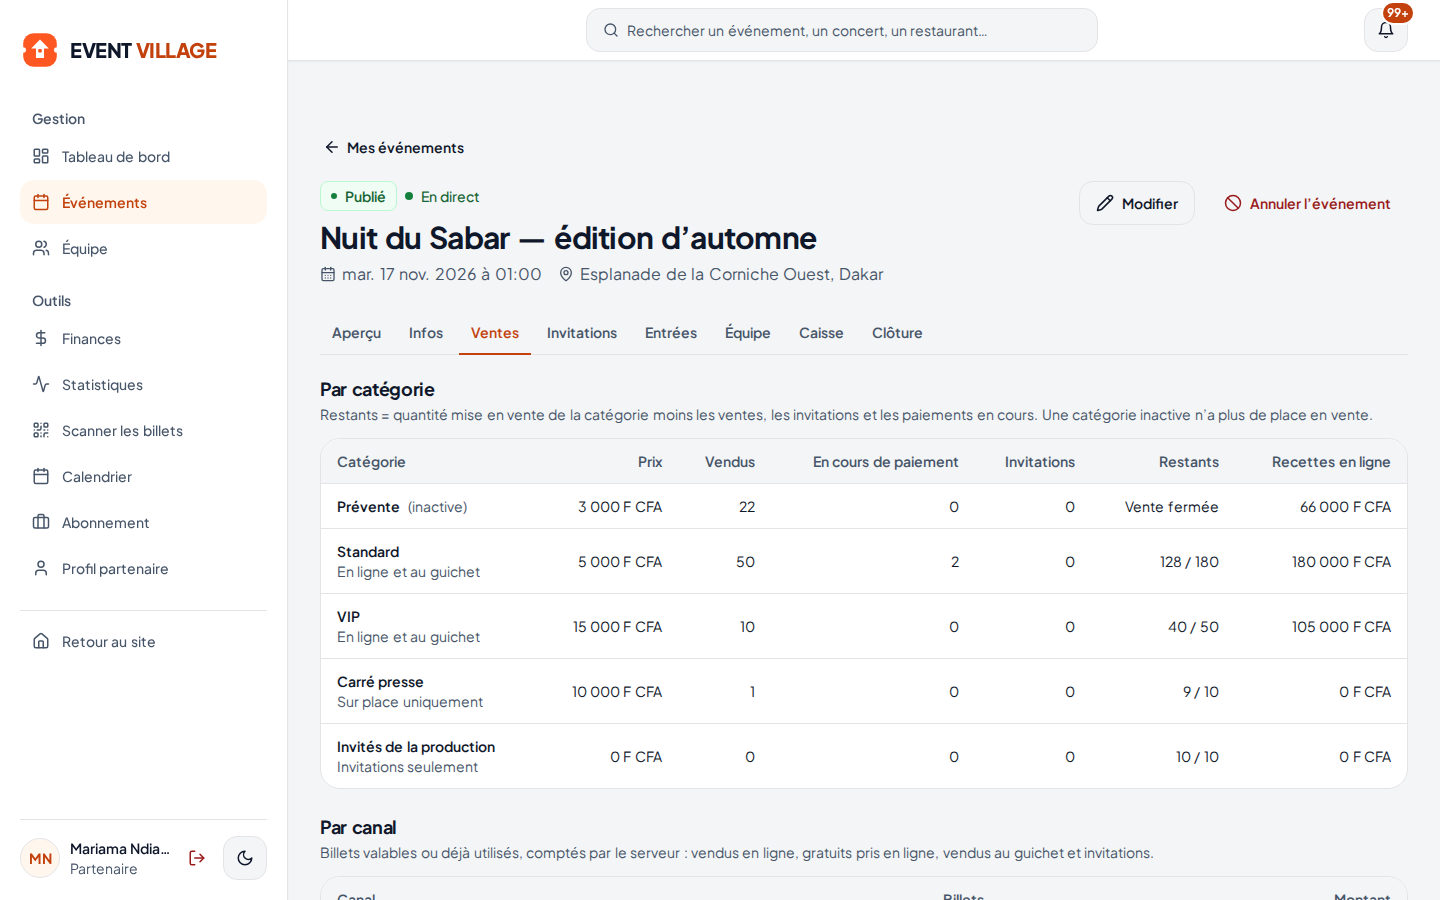 EVENT VILLAGE
Rechercher un événement, un concert, un restaurant…
99+
Gestion
Tableau de bord
Événements
Équipe
Outils
Finances
Statistiques
Scanner les billets
Calendrier
Abonnement
Profil partenaire
Retour au site
MN
Mariama Ndia…
Partenaire
Mes événements
Publié
En direct
Modifier
Annuler l’événement
Nuit du Sabar — édition d’automne
mar. 17 nov. 2026 à 01:00 Esplanade de la Corniche Ouest, Dakar
Aperçu Infos Ventes Invitations Entrées Équipe Caisse Clôture
Par catégorie
Restants = quantité mise en vente de la catégorie moins les ventes, les invitations et les paiements en cours. Une catégorie inactive n’a plus de place en vente.
Catégorie Prix Vendus En cours de paiement Invitations Restants Recettes en ligne
Prévente (inactive) 3 000 F CFA 22 0 0 Vente fermée 66 000 F CFA
Standard
En ligne et au guichet 5 000 F CFA 50 2 0 128 / 180 180 000 F CFA
VIP
En ligne et au guichet 15 000 F CFA 10 0 0 40 / 50 105 000 F CFA
Carré presse
Sur place uniquement 10 000 F CFA 1 0 0 9 / 10 0 F CFA
Invités de la production
Invitations seulement 0 F CFA 0 0 0 10 / 10 0 F CFA
Par canal
Billets valables ou déjà utilisés, comptés par le serveur : vendus en ligne, gratuits pris en ligne, vendus au guichet et invitations.
Canal Billets Montant